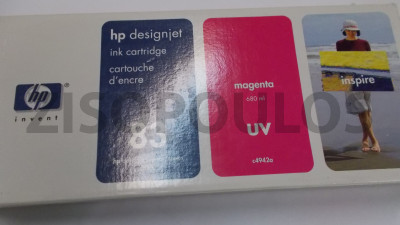 hp designjet
ink cartridge
cartouche
d'encre
83
magenta
680 ml
UV
c4942a
inspire
hp
invent
ZISOPOULOS